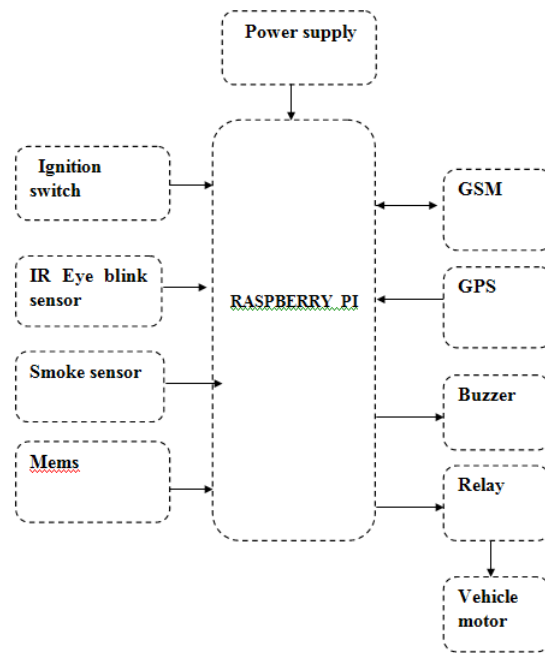 Power supply
Ignition
switch
GSM
IR Eye blink
sensor
RASPBERRY PI
GPS
Smoke sensor
Buzzer
Mems
Relay
Vehicle
motor